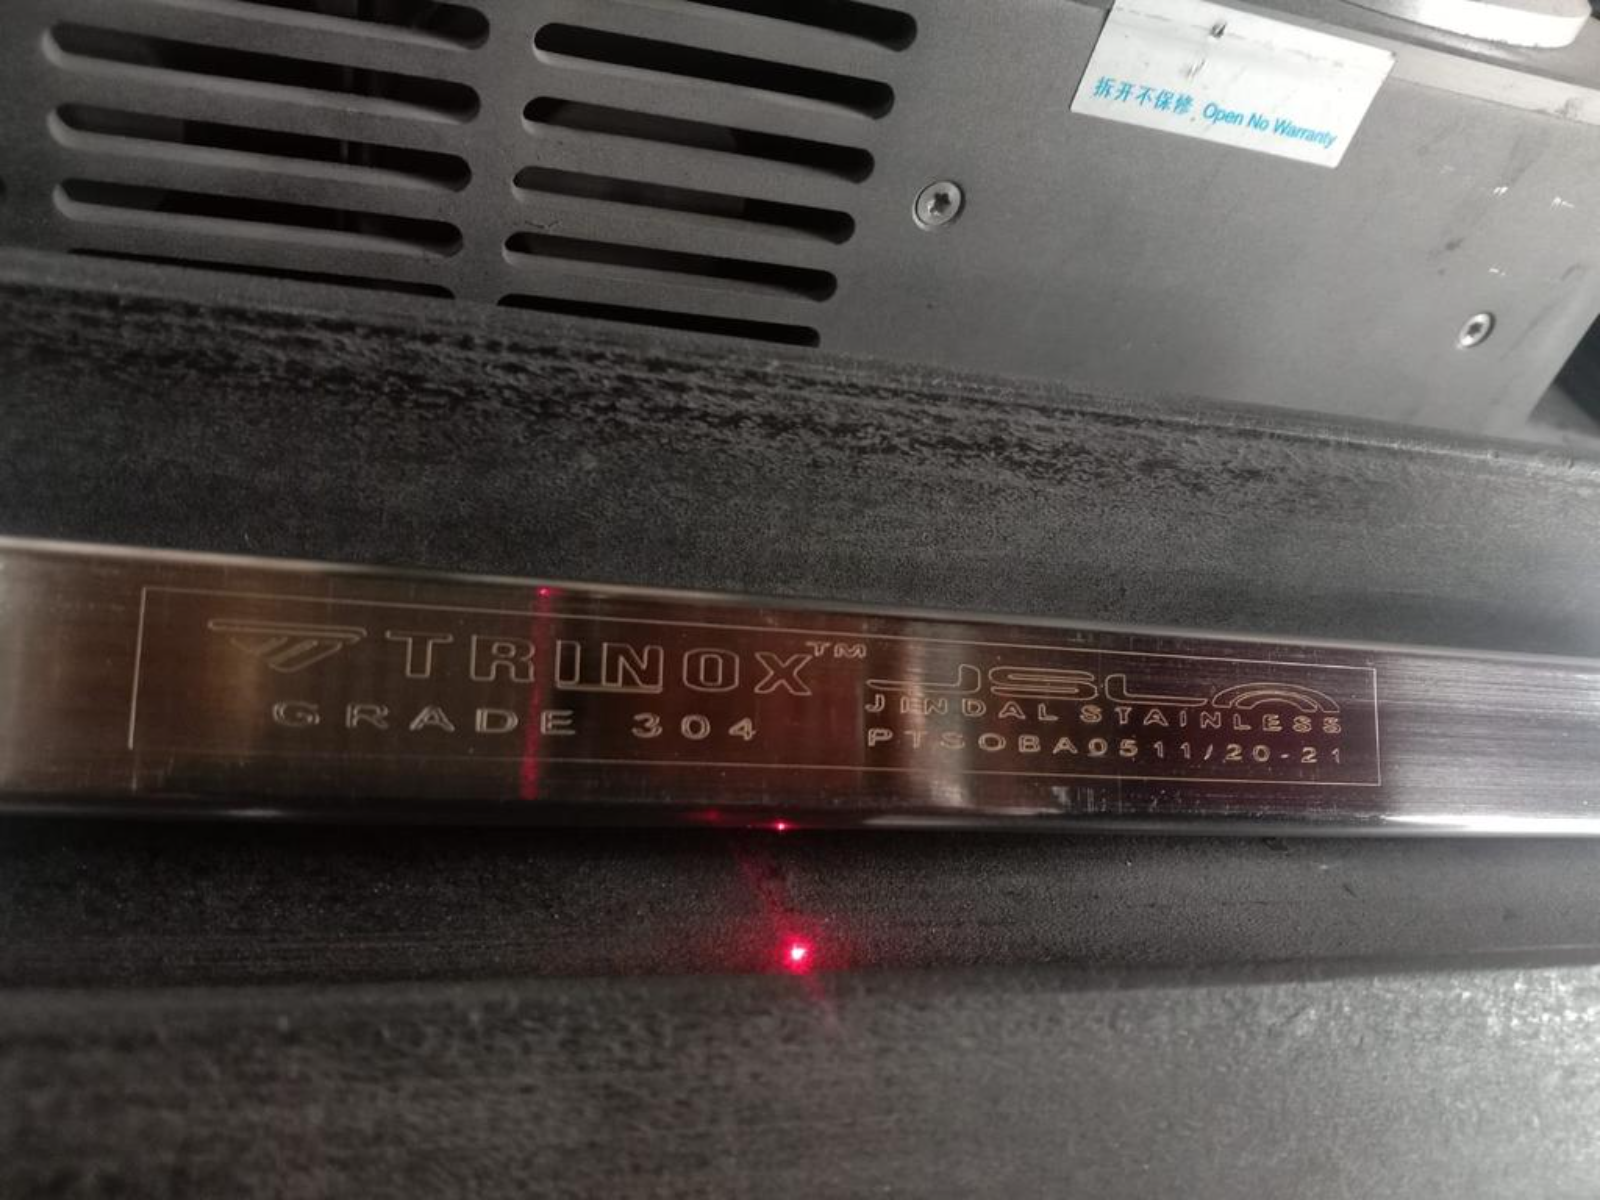 拆开不保修. Open No Warranty
TRINOX™
GRADE 304
JSL
JINDAL STAINLESS
PTSOBA0511/20-21